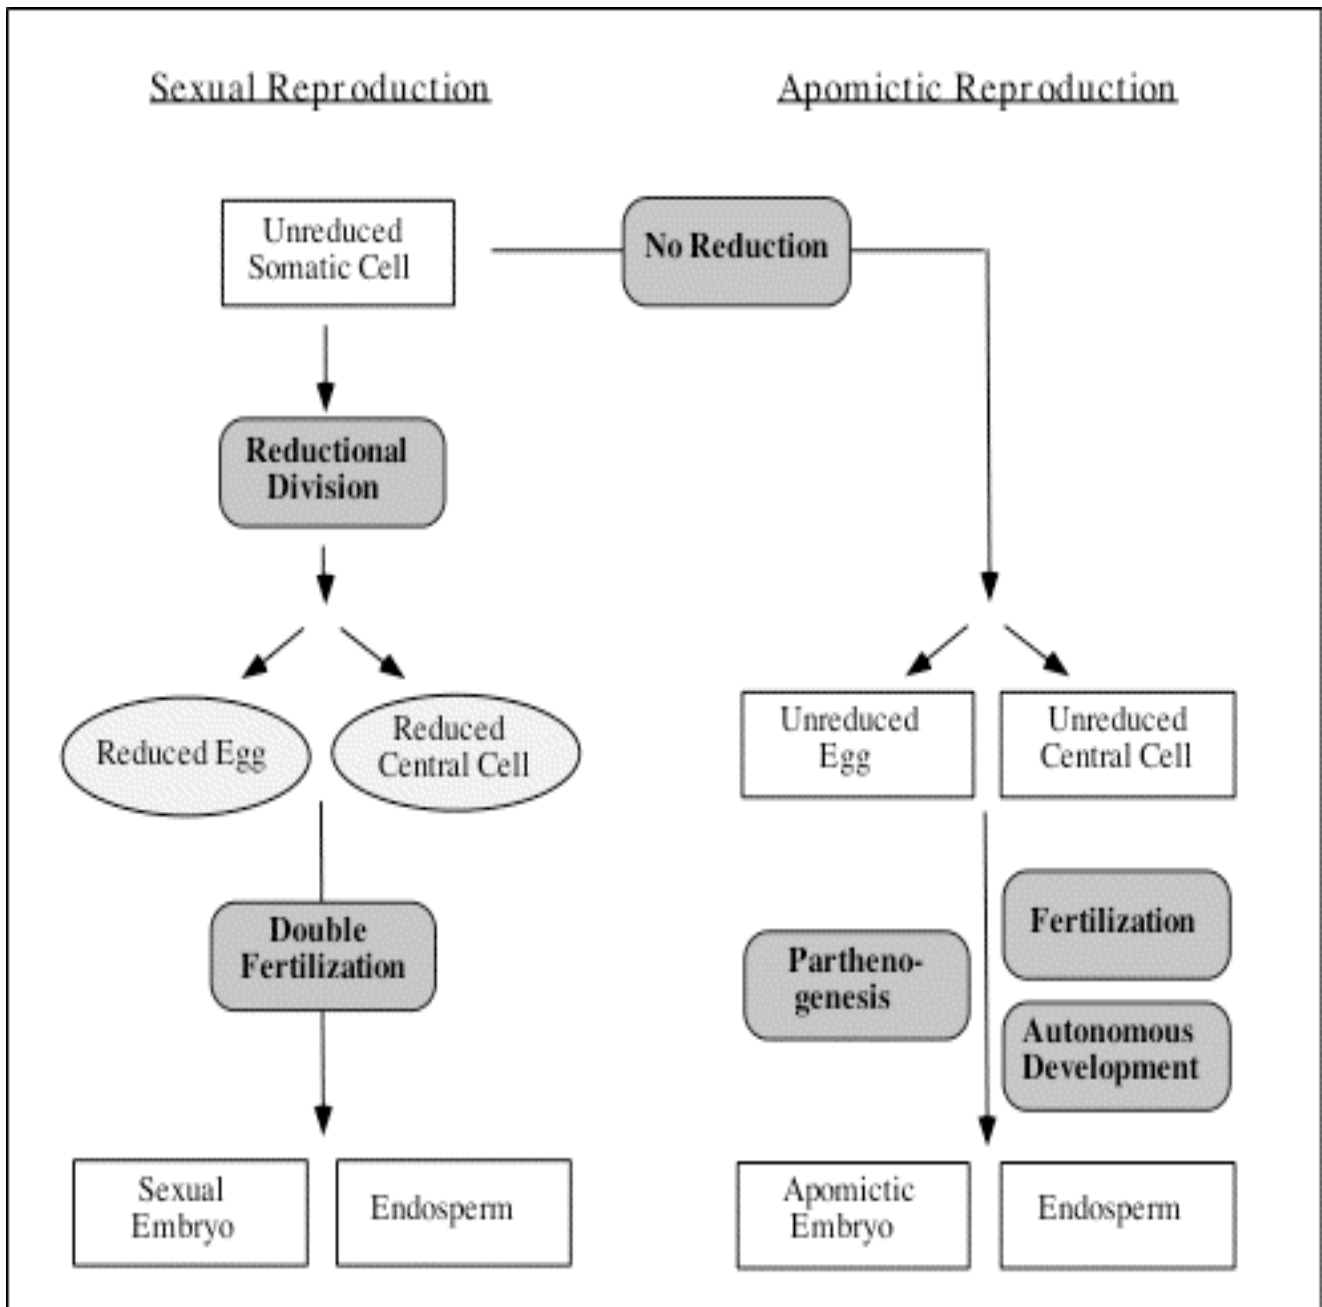 Sexual Reproduction
Apomictic Reproduction
Unreduced
Somatic Cell
No Reduction
Reductional
Division
Reduced Egg
Reduced
Central Cell
Unreduced
Egg
Unreduced
Central Cell
Double
Fertilization
Partheno-
genesis
Fertilization
Autonomous
Development
Sexual
Embryo
Endosperm
Apomictic
Embryo
Endosperm